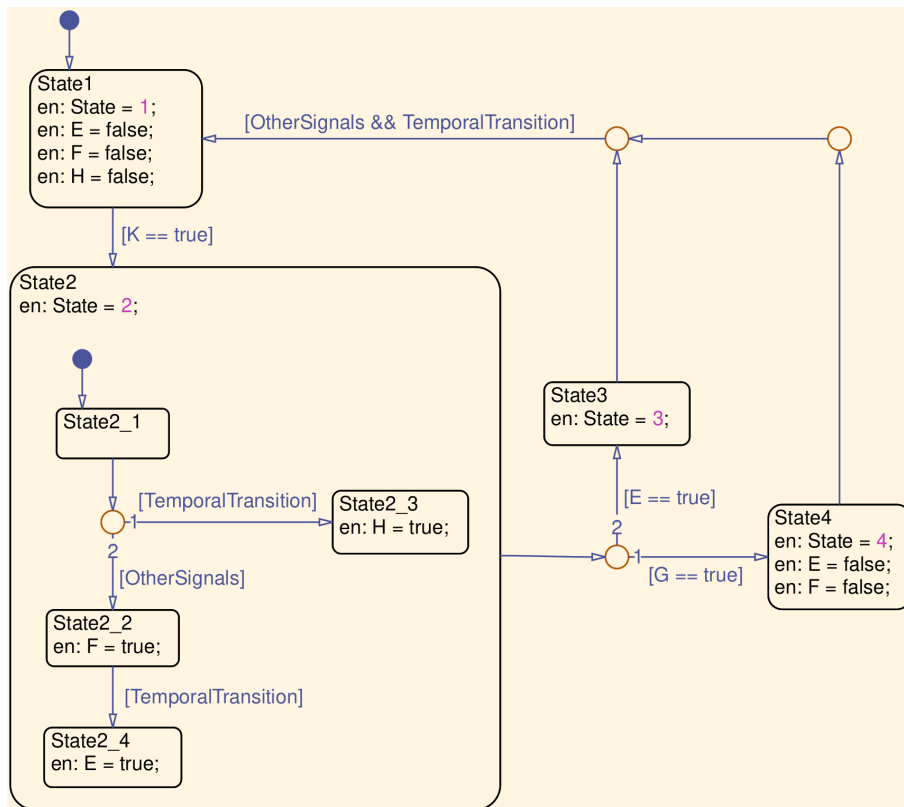 State1
en: State = 1;
en: E = false;
en: F = false;
en: H = false;
[OtherSignals && TemporalTransition]
[K == true]
State2
en: State = 2;
State2_1
1
[TemporalTransition]
State2_3
en: H = true;
2
[OtherSignals]
State2_2
en: F = true;
[TemporalTransition]
State2_4
en: E = true;
State3
en: State = 3;
[E == true]
2
1
[G == true]
State4
en: State = 4;
en: E = false;
en: F = false;